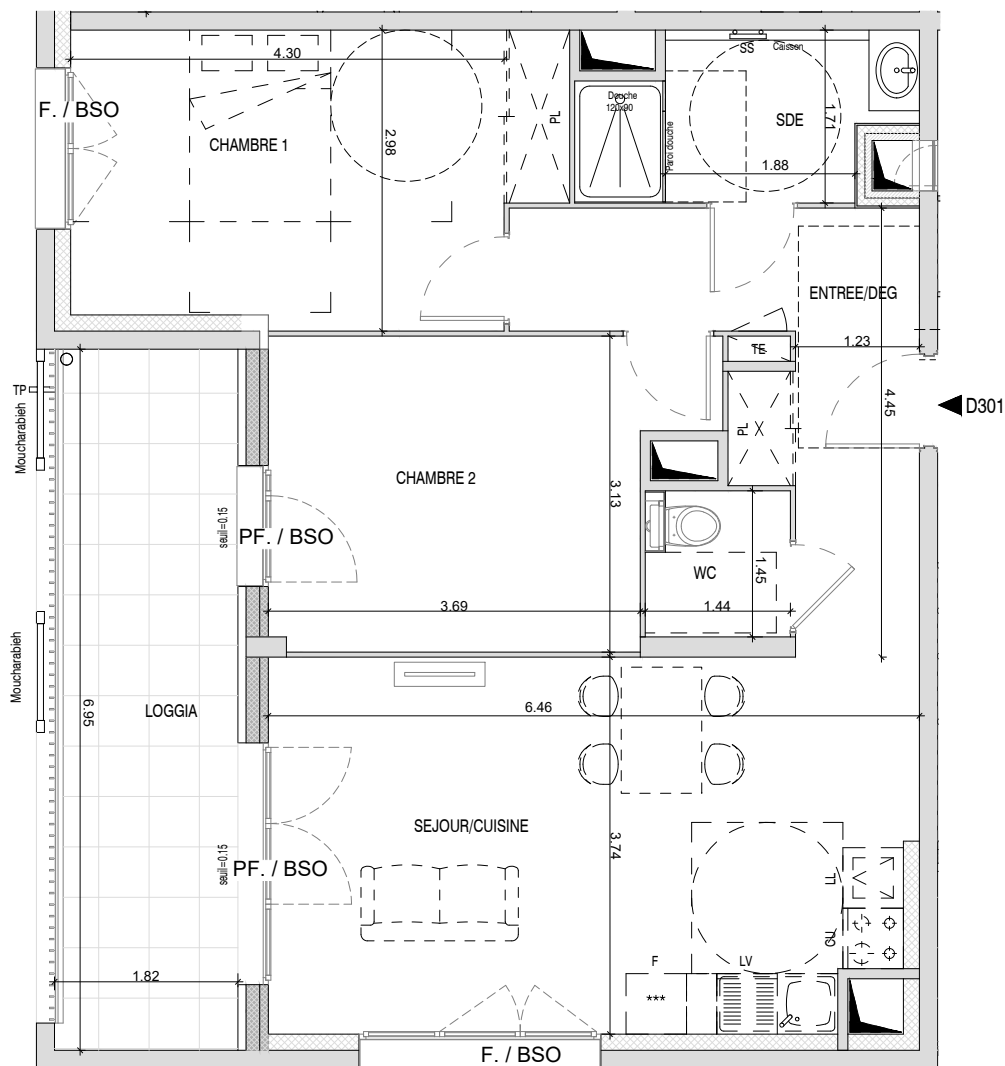 4.30
F. / BSO
CHAMBRE 1
2.98
PL
Douche
120x90
Paroi douche
SS
Caisson
SDE
1.71
1.88
ENTREE/DEG
1.23
TE
4.45
D301
PL
TP
Moucharabieh
CHAMBRE 2
3.13
seuil=0.15
PF. / BSO
WC
1.45
1.44
3.69
Moucharabieh
6.95
LOGGIA
6.46
SEJOUR/CUISINE
3.74
seuil=0.15
PF. / BSO
LL
CU
1.82
F
LV
***
F. / BSO